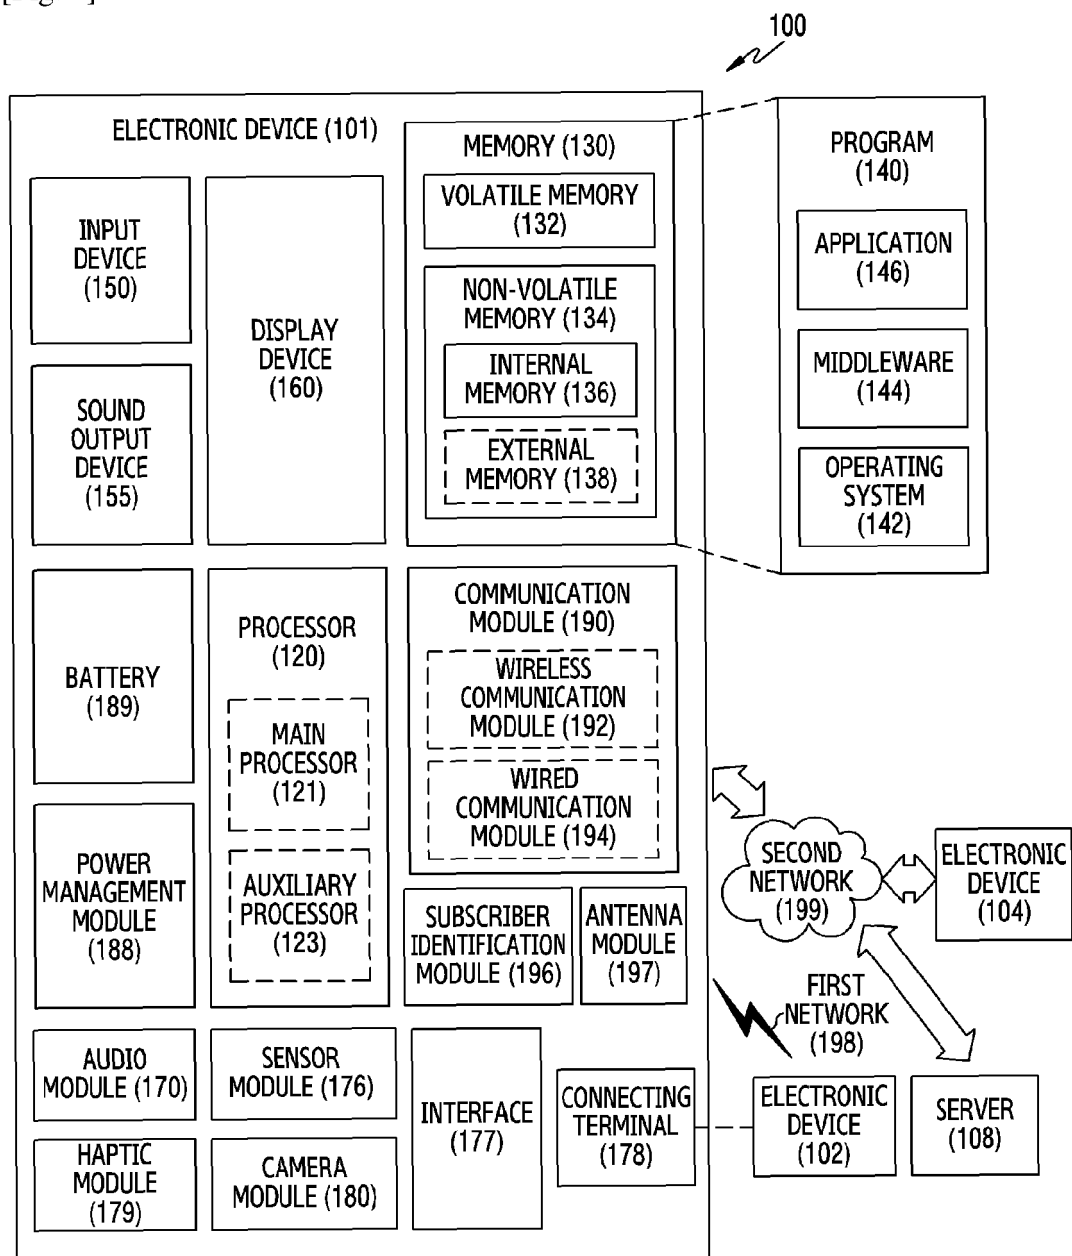 100
ELECTRONIC DEVICE (101)
INPUT
DEVICE
(150)
SOUND
OUTPUT
DEVICE
(155)
DISPLAY
DEVICE
(160)
MEMORY (130)
VOLATILE MEMORY
(132)
NON-VOLATILE
MEMORY (134)
INTERNAL
MEMORY (136)
EXTERNAL
MEMORY (138)
PROGRAM
(140)
APPLICATION
(146)
MIDDLEWARE
(144)
OPERATING
SYSTEM
(142)
BATTERY
(189)
POWER
MANAGEMENT
MODULE
(188)
PROCESSOR
(120)
MAIN
PROCESSOR
(121)
AUXILIARY
PROCESSOR
(123)
COMMUNICATION
MODULE (190)
WIRELESS
COMMUNICATION
MODULE (192)
WIRED
COMMUNICATION
MODULE (194)
SUBSCRIBER
IDENTIFICATION
MODULE (196)
ANTENNA
MODULE
(197)
SECOND
NETWORK
(199)
ELECTRONIC
DEVICE
(104)
FIRST
NETWORK
(198)
AUDIO
MODULE (170)
SENSOR
MODULE (176)
INTERFACE
(177)
CONNECTING
TERMINAL
(178)
ELECTRONIC
DEVICE
(102)
SERVER
(108)
HAPTIC
MODULE
(179)
CAMERA
MODULE (180)